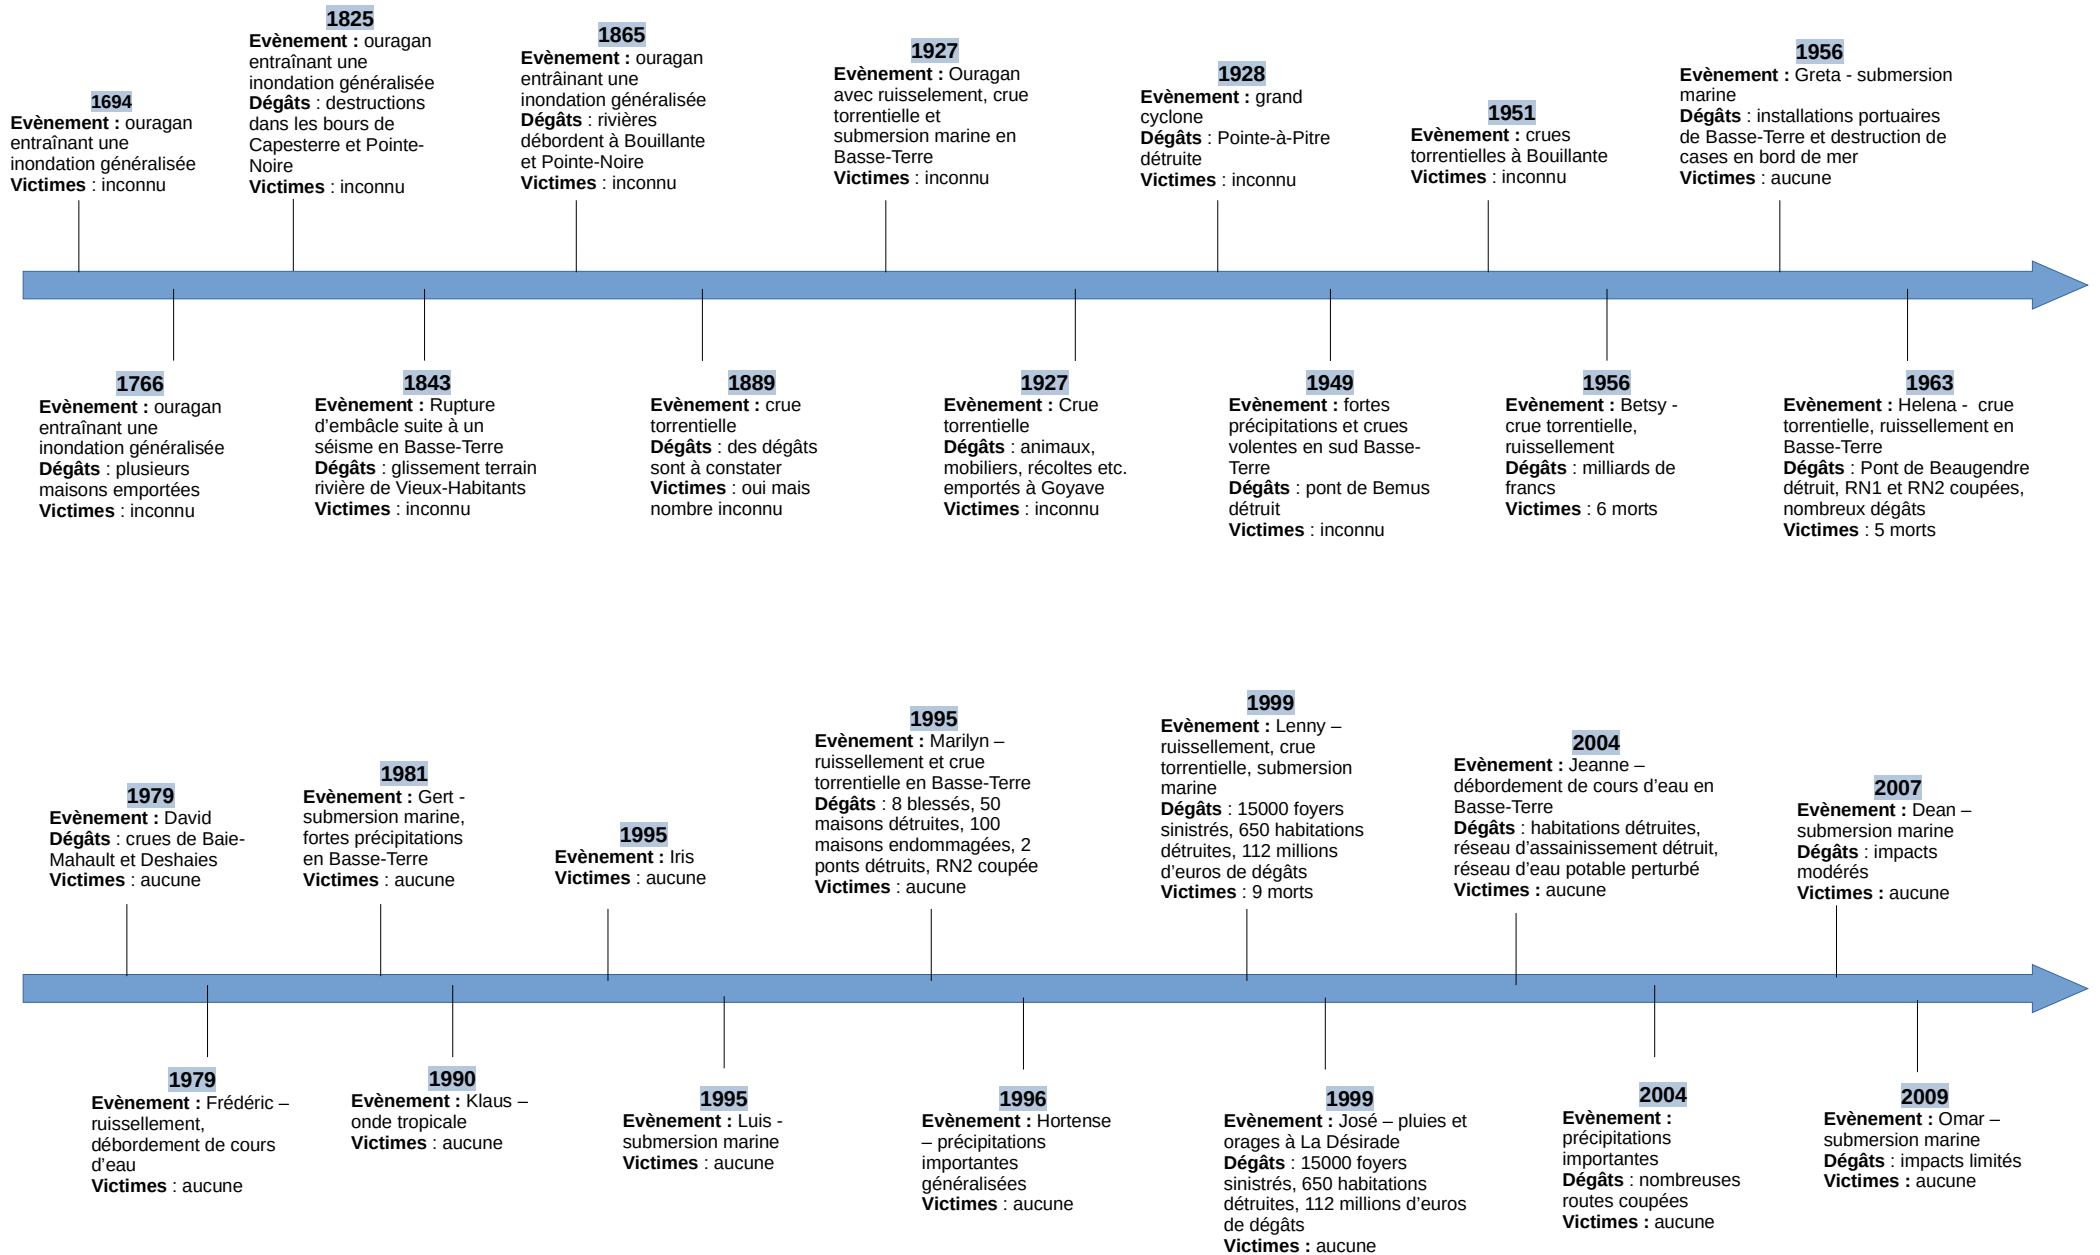 1694
Evènement : ouragan
entraînant une
inondation généralisée
Victimes : inconnu
1825
Evènement : ouragan
entraînant une
inondation généralisée
Dégâts : destructions
dans les bours de
Capesterre et Pointe-
Noire
Victimes : inconnu
1865
Evènement : ouragan
entrâinant une
inondation généralisée
Dégâts : rivières
débordent à Bouillante
et Pointe-Noire
Victimes : inconnu
1927
Evènement : Ouragan
avec ruisselement, crue
torrentielle et
submersion marine en
Basse-Terre
Victimes : inconnu
1928
Evènement : grand
cyclone
Dégâts : Pointe-à-Pitre
détruite
Victimes : inconnu
1951
Evènement : crues
torrentielles à Bouillante
Victimes : inconnu
1956
Evènement : Greta - submersion
marine
Dégâts : installations portuaires
de Basse-Terre et destruction de
cases en bord de mer
Victimes : aucune
1766
Evènement : ouragan
entraînant une
inondation généralisée
Dégâts : plusieurs
maisons emportées
Victimes : inconnu
1843
Evènement : Rupture
d'embâcle suite à un
séisme en Basse-Terre
Dégâts : glissement terrain
rivière de Vieux-Habitants
Victimes : inconnu
1889
Evènement : crue
torrentielle
Dégâts : des dégâts
sont à constater
Victimes : oui mais
nombre inconnu
1927
Evènement : Crue
torrentielle
Dégâts : animaux,
mobiliers, récoltes etc.
emportés à Goyave
Victimes : inconnu
1949
Evènement : fortes
précipitations et crues
volentes en sud Basse-
Terre
Dégâts : pont de Bemus
détruit
Victimes : inconnu
1956
Evènement : Betsy -
crue torrentielle,
ruissellement
Dégâts : milliards de
francs
Victimes : 6 morts
1963
Evènement : Helena - crue
torrentielle, ruissellement en
Basse-Terre
Dégâts : Pont de Beaugendre
détruit, RN1 et RN2 coupées,
nombreux dégâts
Victimes : 5 morts
1979
Evènement : David
Dégâts : crues de Baie-
Mahault et Deshaies
Victimes : aucune
1981
Evènement : Gert -
submersion marine,
fortes précipitations
en Basse-Terre
Victimes : aucune
1995
Evènement : Iris
Victimes : aucune
1995
Evènement : Marilyn –
ruissellement et crue
torrentielle en Basse-Terre
Dégâts : 8 blessés, 50
maisons détruites, 100
maisons endommagées, 2
ponts détruits, RN2 coupée
Victimes : aucune
1999
Evènement : Lenny –
ruissellement, crue
torrentielle, submersion
marine
Dégâts : 15000 foyers
sinistrés, 650 habitations
détruites, 112 millions
d'euros de dégâts
Victimes : 9 morts
2004
Evènement : Jeanne –
débordement de cours d'eau en
Basse-Terre
Dégâts : habitations détruites,
réseau d'assainissement détruit,
réseau d'eau potable perturbé
Victimes : aucune
2007
Evènement : Dean –
submersion marine
Dégâts : impacts
modérés
Victimes : aucune
1979
Evènement : Frédéric –
ruissellement,
débordement de cours
d'eau
Victimes : aucune
1990
Evènement : Klaus –
onde tropicale
Victimes : aucune
1995
Evènement : Luis -
submersion marine
Victimes : aucune
1996
Evènement : Hortense
– précipitations
importantes
généralisées
Victimes : aucune
1999
Evènement : José – pluies et
orages à La Désirade
Dégâts : 15000 foyers
sinistrés, 650 habitations
détruites, 112 millions d'euros
de dégâts
Victimes : aucune
2004
Evènement :
précipitations
importantes
Dégâts : nombreuses
routes coupées
Victimes : aucune
2009
Evènement : Omar –
submersion marine
Dégâts : impacts limités
Victimes : aucune